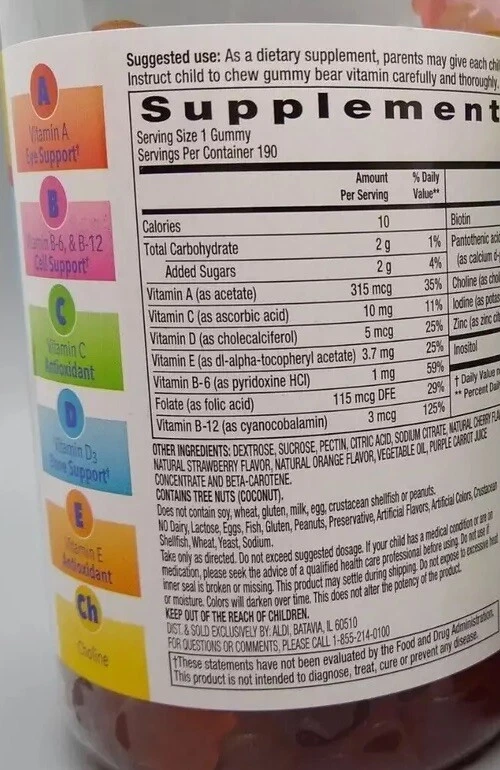 Suggested use: As a dietary supplement, parents may give each
Instruct child to chew gummy bear vitamin carefully and thoroughly.
Supplement
Serving Size 1 Gummy
Servings Per Container 190
Amount Per Serving % Daily Value**
Calories 10
Total Carbohydrate 2 g 1%
Added Sugars 2 g 4%
Vitamin A (as acetate) 315 mcg 35%
Vitamin C (as ascorbic acid) 10 mg 11%
Vitamin D (as cholecalciferol) 5 mcg 25%
Vitamin E (as dl-alpha-tocopheryl acetate) 3.7 mg 25%
Vitamin B-6 (as pyridoxine HCl) 1 mg 59%
Folate (as folic acid) 115 mcg DFE 29%
Vitamin B-12 (as cyanocobalamin) 3 mcg 125%
Biotin
Pantothenic
(as calcium
Choline (as
Iodine (as
Zinc (as zinc
Inositol
† Daily Value
** Percent
OTHER INGREDIENTS: DEXTROSE, SUCROSE, PECTIN, CITRIC ACID, SODIUM CITRATE, NATURAL CHERRY
NATURAL STRAWBERRY FLAVOR, NATURAL ORANGE FLAVOR, VEGETABLE OIL, PURPLE CARROT JUICE
CONCENTRATE AND BETA-CAROTENE.
CONTAINS TREE NUTS (COCONUT).
Does not contain soy, wheat, gluten, milk, egg, crustacean shellfish or peanuts.
NO Dairy, Lactose, Eggs, Fish, Gluten, Peanuts, Preservative, Artificial Flavors, Artificial Colors, Crustacean
Shellfish, Wheat, Yeast, Sodium.
Take only as directed. Do not exceed suggested dosage. If your child has a medical condition or are on
medication, please seek the advice of a qualified health care professional before using. Do not use if
inner seal is broken or missing. This product may settle during shipping. Do not expose to excessive heat
or moisture. Colors will darken over time. This does not alter the potency of the product.
KEEP OUT OF THE REACH OF CHILDREN.
DIST. & SOLD EXCLUSIVELY BY: ALDI, BATAVIA, IL 60510
FOR QUESTIONS OR COMMENTS, PLEASE CALL 1-855-214-0100
†These statements have not been evaluated by the Food and Drug Administration.
This product is not intended to diagnose, treat, cure or prevent any disease.
A
Vitamin A
Eye Support†
B
Vitamin B-6, & B-12
Cell Support†
C
Vitamin C
Antioxidant
D
Vitamin D3
Bone Support†
E
Vitamin E
Antioxidant
Ch
Choline